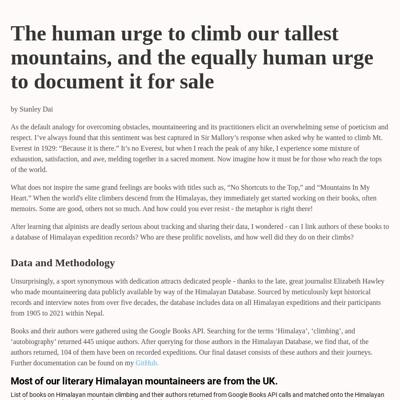 The human urge to climb our tallest
mountains, and the equally human urge
to document it for sale
by Stanley Dai
As the default analogy for overcoming obstacles, mountaineering and its practitioners elicit an overwhelming sense of poeticism and
respect. I’ve always found that this sentiment was best captured in Sir Mallory’s response when asked why he wanted to climb Mt.
Everest in 1929: “Because it is there.” It’s no Everest, but when I reach the peak of any hike, I experience some mixture of
exhaustion, satisfaction, and awe, melding together in a sacred moment. Now imagine how it must be for those who reach the tops
of the world.
What does not inspire the same grand feelings are books with titles such as, “No Shortcuts to the Top,” and “Mountains In My
Heart.” When the world's elite climbers descend from the Himalayas, they immediately get started working on their books, often
memoirs. Some are good, others not so much. And how could you ever resist - the metaphor is right there!
After learning that alpinists are deadly serious about tracking and sharing their data, I wondered - can I link authors of these books to
a database of Himalayan expedition records? Who are these prolific novelists, and how well did they do on their climbs?
Data and Methodology
Unsurprisingly, a sport synonymous with dedication attracts dedicated people - thanks to the late, great journalist Elizabeth Hawley
who made mountaineering data publicly available by way of the Himalayan Database. Sourced by meticulously kept historical
records and interview notes from over five decades, the database includes data on all Himalayan expeditions and their participants
from 1905 to 2021 within Nepal.
Books and their authors were gathered using the Google Books API. Searching for the terms ‘Himalaya’, ‘climbing’, and
‘autobiography’ returned 445 unique authors. After querying for those authors in the Himalayan Database, we find that, of the
authors returned, 104 of them have been on recorded expeditions. Our final dataset consists of these authors and their journeys.
Further documentation can be found on my GitHub.
Most of our literary Himalayan mountaineers are from the UK.
List of books on Himalayan mountain climbing and their authors returned from Google Books API calls and matched onto the Himalayan